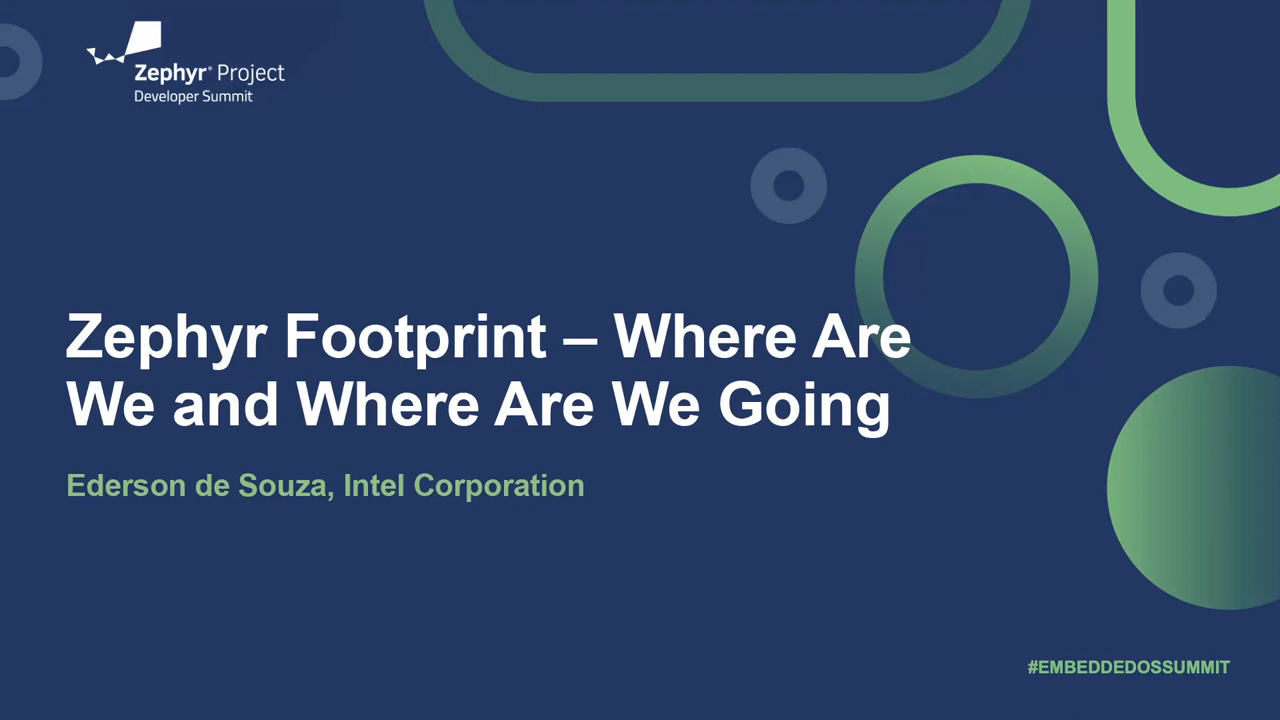 Zephyr® Project
Developer Summit
Zephyr Footprint – Where Are
We and Where Are We Going
Ederson de Souza, Intel Corporation
#EMBEDDEDOSSUMMIT